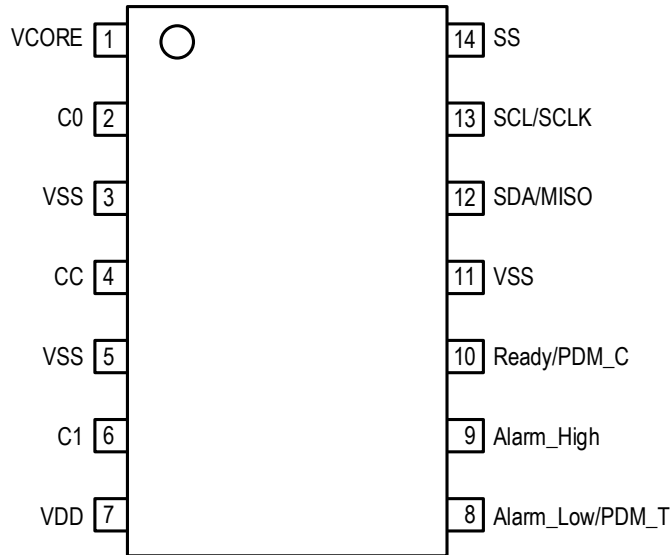 VCORE 1 14 SS
C0 2 13 SCL/SCLK
VSS 3 12 SDA/MISO
CC 4 11 VSS
VSS 5 10 Ready/PDM_C
C1 6 9 Alarm_High
VDD 7 8 Alarm_Low/PDM_T